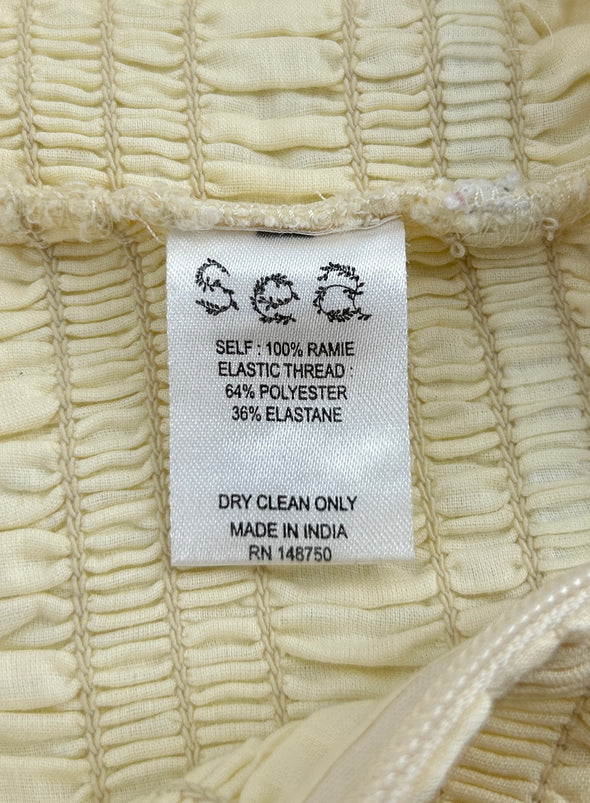 Sea
SELF : 100% RAMIE
ELASTIC THREAD :
64% POLYESTER
36% ELASTANE
DRY CLEAN ONLY
MADE IN INDIA
RN 148750